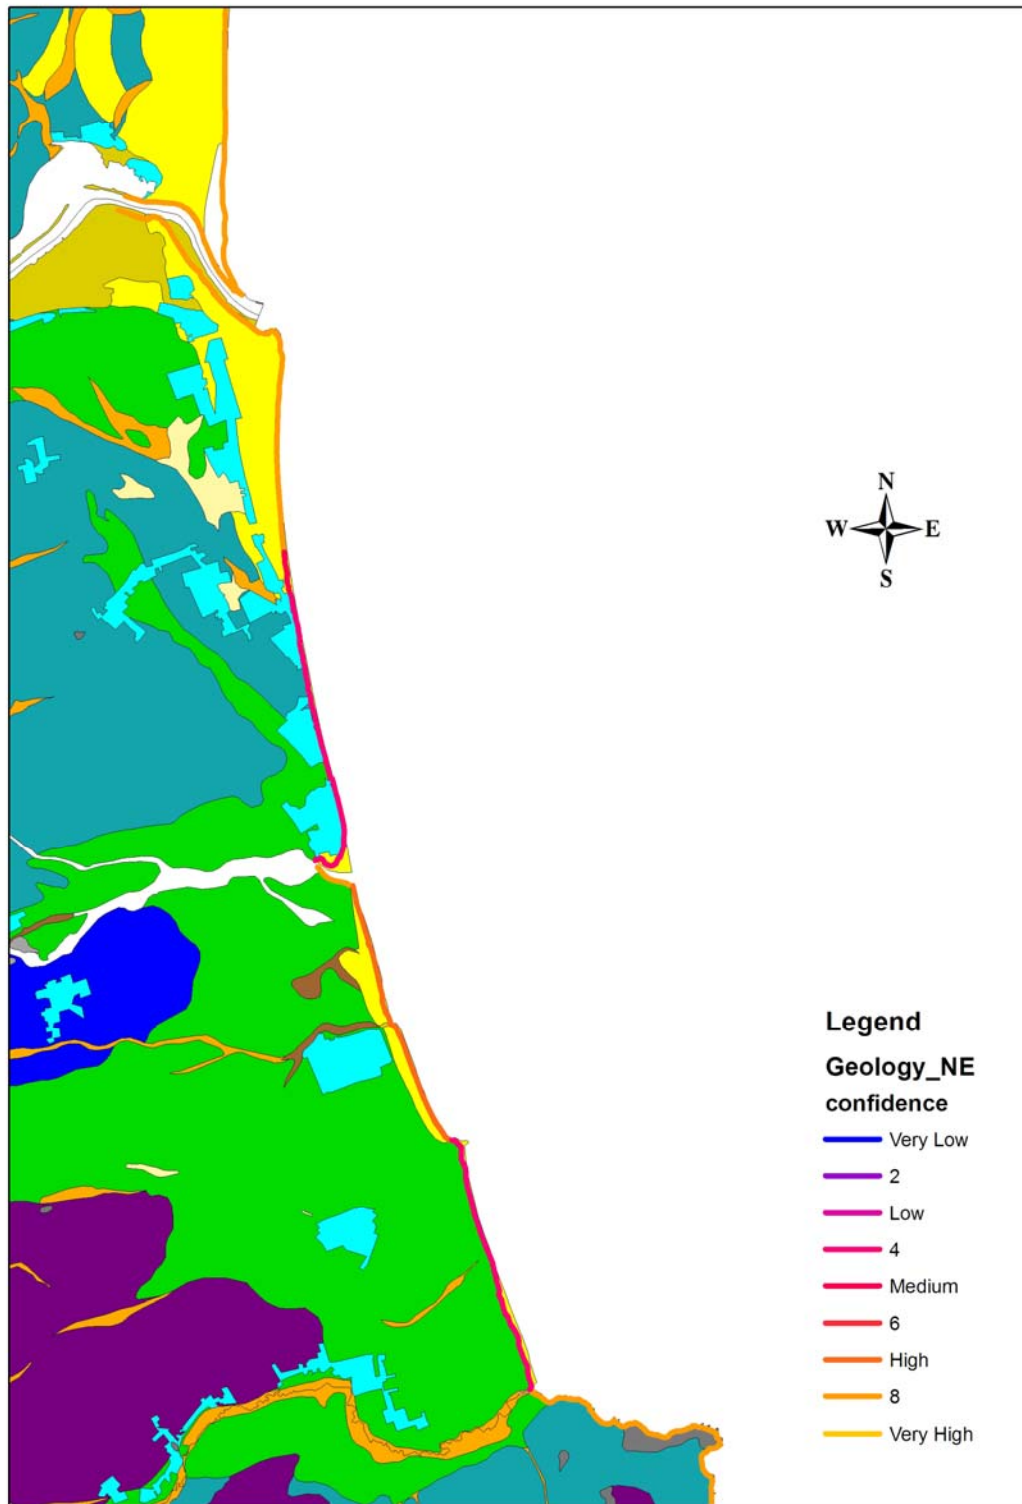 N
W E
S
Legend
Geology_NE
confidence
Very Low
2
Low
4
Medium
6
High
8
Very High